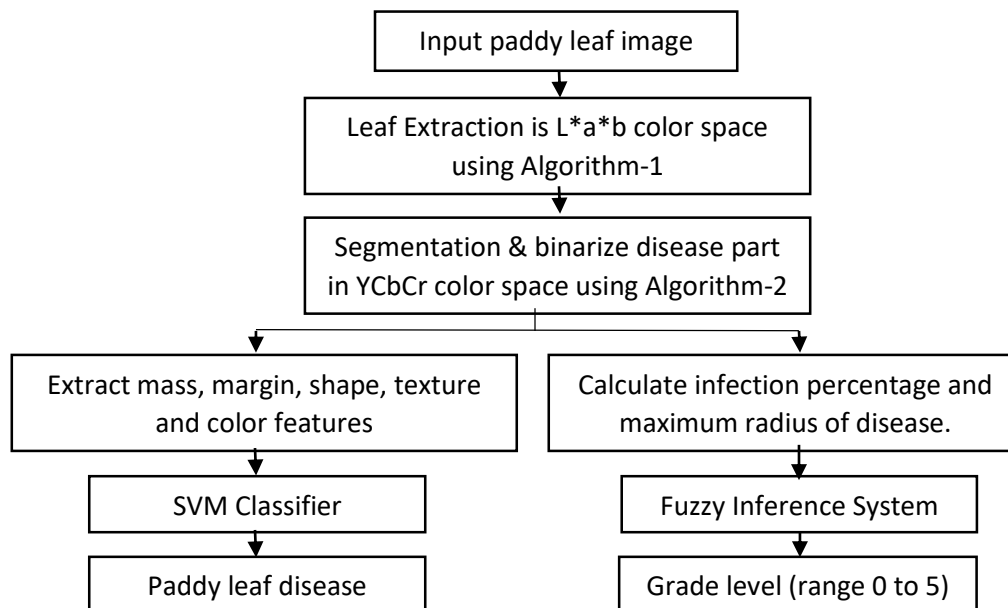 Input paddy leaf image
Leaf Extraction is L*a*b color space
using Algorithm-1
Segmentation & binarize disease part
in YCbCr color space using Algorithm-2
Extract mass, margin, shape, texture
and color features
Calculate infection percentage and
maximum radius of disease.
SVM Classifier
Fuzzy Inference System
Paddy leaf disease
Grade level (range 0 to 5)